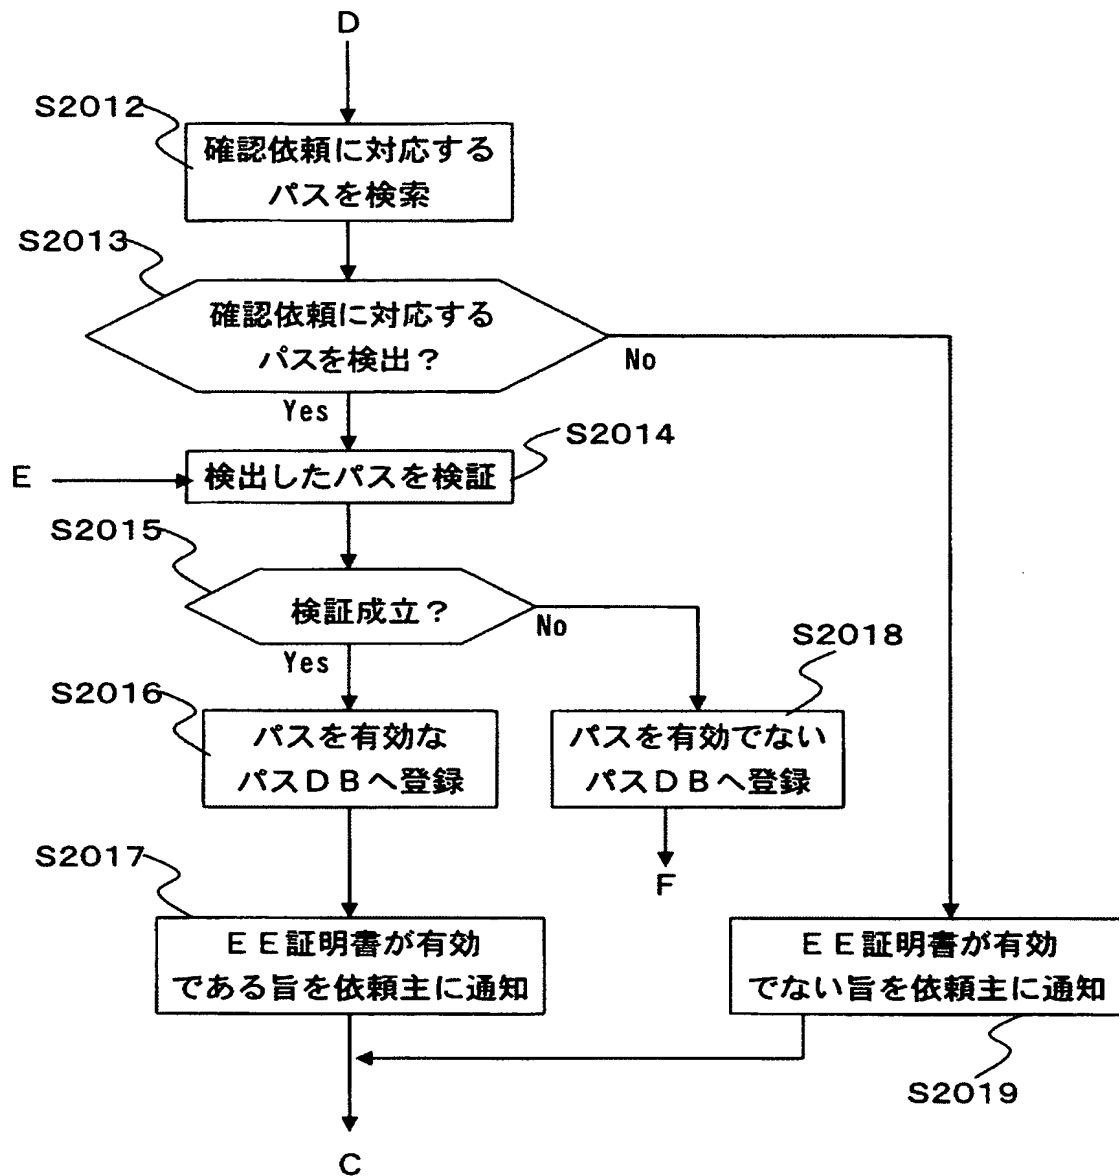 D
S2012
確認依頼に対応する
パスを検索
S2013
確認依頼に対応する
パスを検出？
No
Yes
S2014
E
検出したパスを検証
S2015
検証成立？
No
Yes
S2018
S2016
パスを有効な
パスＤＢへ登録
パスを有効でない
パスＤＢへ登録
S2017
F
ＥＥ証明書が有効
である旨を依頼主に通知
ＥＥ証明書が有効
でない旨を依頼主に通知
S2019
C